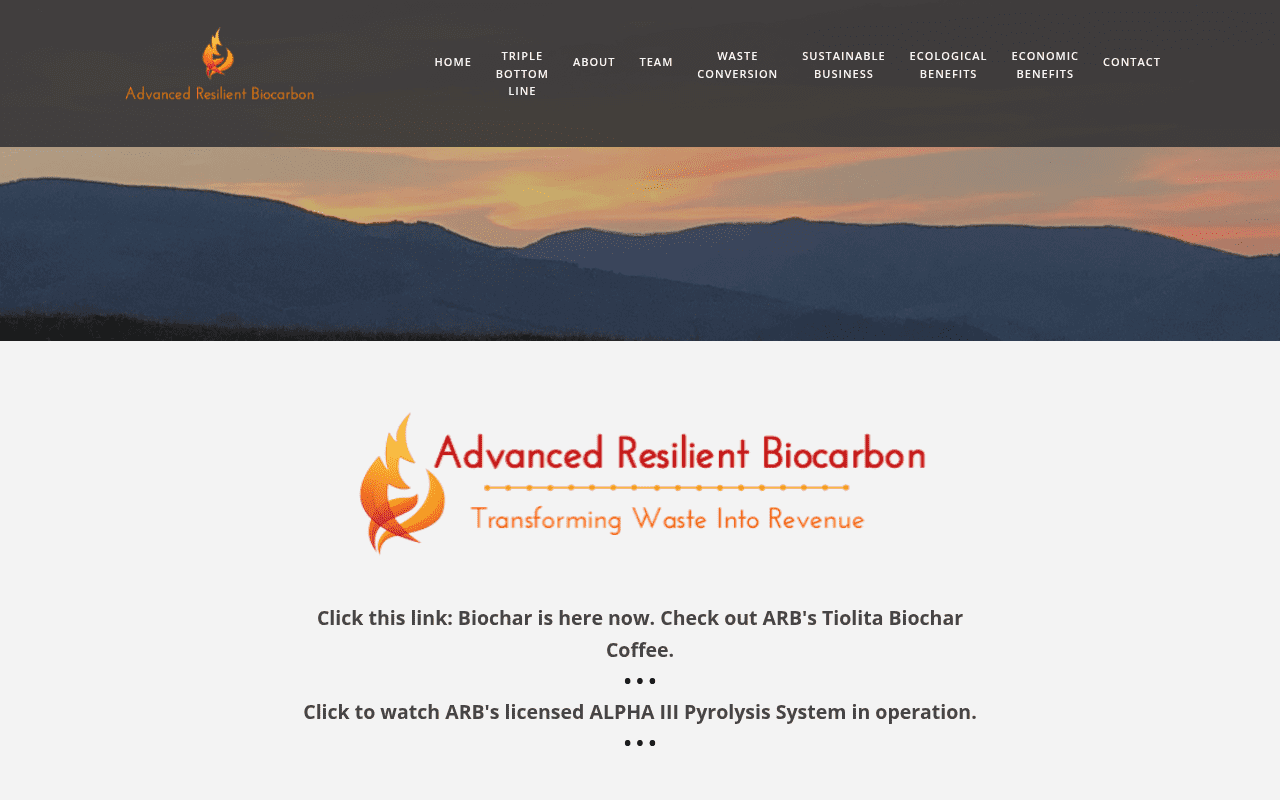 Advanced Resilient Biocarbon
HOME
TRIPLE
BOTTOM
LINE
ABOUT
TEAM
WASTE
CONVERSION
SUSTAINABLE
BUSINESS
ECOLOGICAL
BENEFITS
ECONOMIC
BENEFITS
CONTACT
Advanced Resilient Biocarbon
Transforming Waste Into Revenue
Click this link: Biochar is here now. Check out ARB's Tiolita Biochar
Coffee.
• • •
Click to watch ARB's licensed ALPHA III Pyrolysis System in operation.
• • •